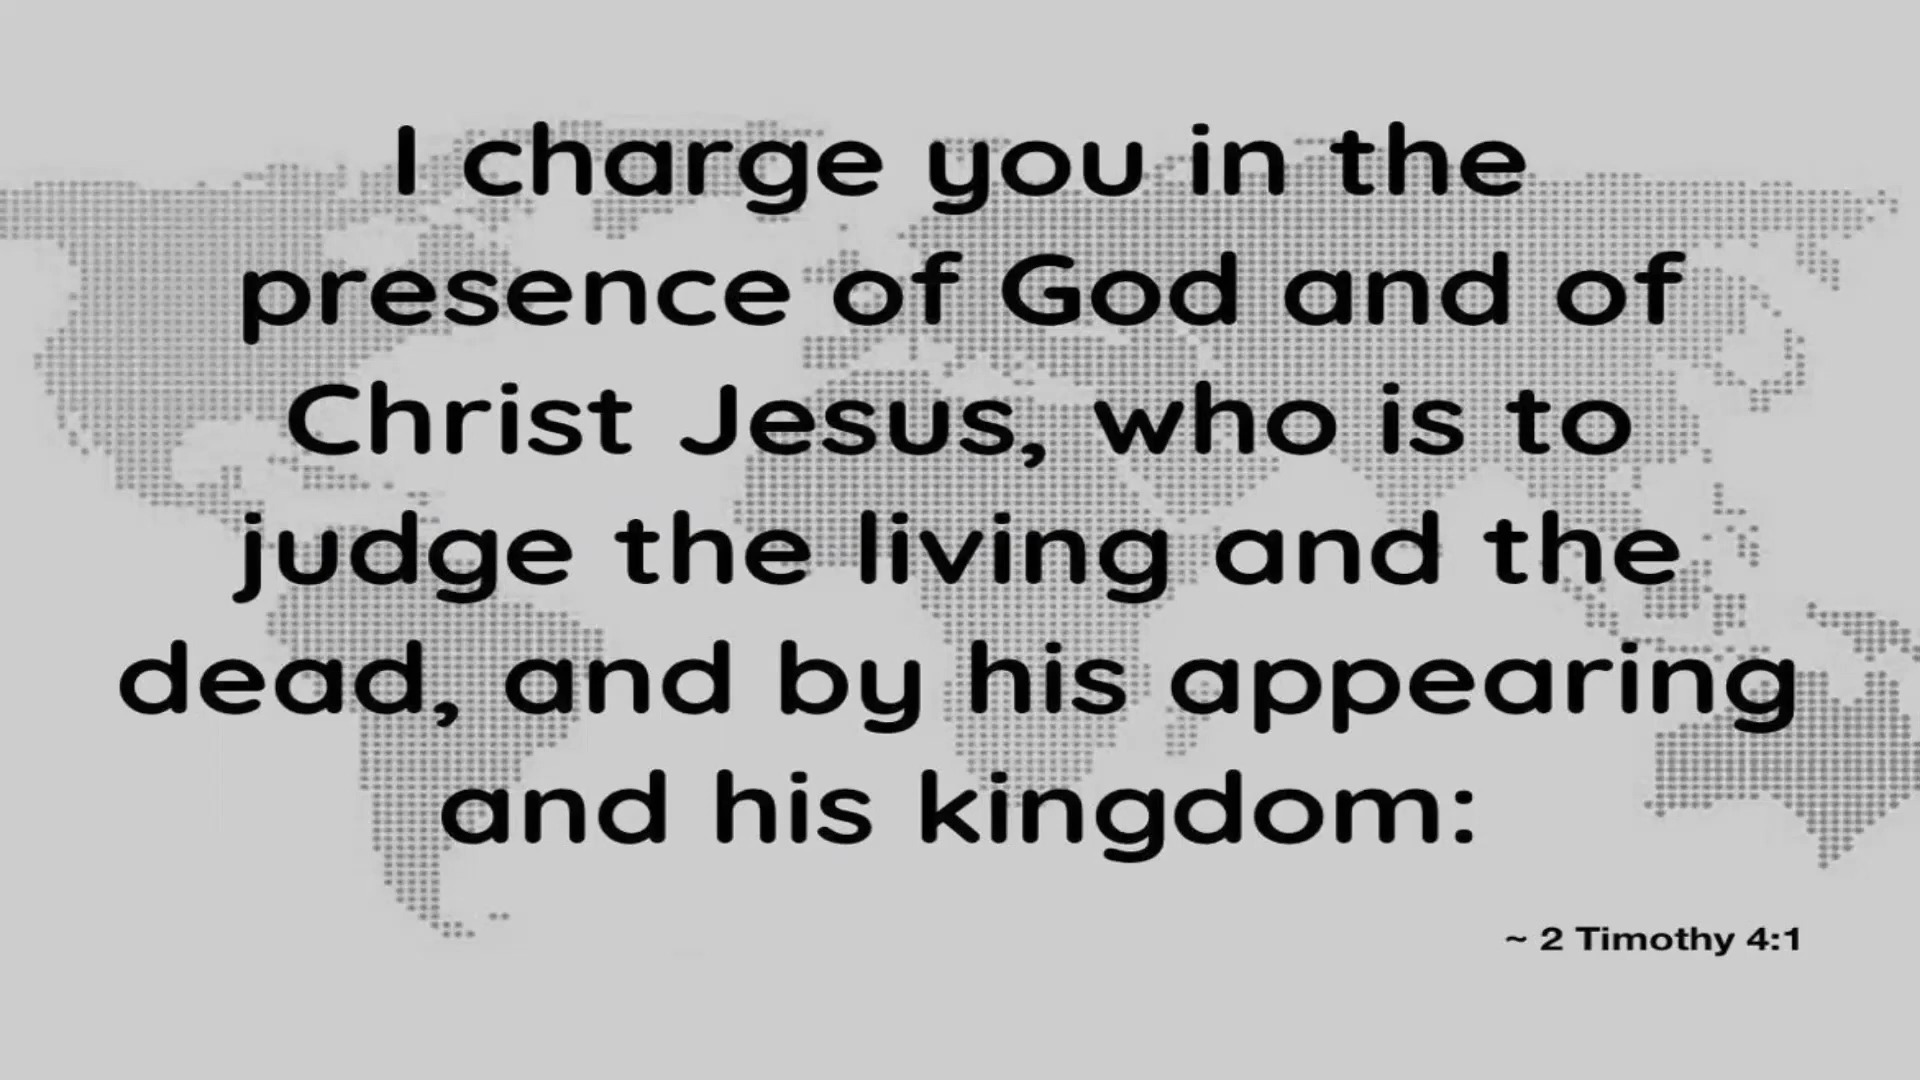 I charge you in the
presence of God and of
Christ Jesus, who is to
judge the living and the
dead, and by his appearing
and his kingdom:
~ 2 Timothy 4:1